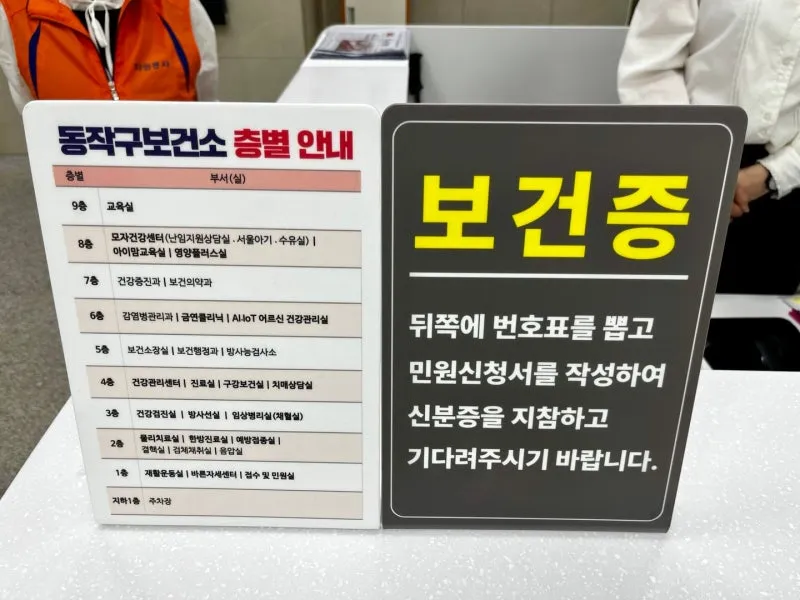 동작구보건소 층별 안내
층별 부서(실)
9층 교육실
8층 모자건강센터(난임지원상담실 . 서울아기 . 수유실) |
아이맘교육실 | 영양플러스실
7층 건강증진과 | 보건의약과
6층 감염병관리과 | 금연클리닉 | AI.IoT 어르신 건강관리실
5층 보건소장실 | 보건행정과 | 방사능검사소
4층 건강관리센터 | 진료실 | 구강보건실 | 치매상담실
3층 건강검진실 | 방사선실 | 임상병리실(채혈실)
2층 물리치료실 | 한방진료실 | 예방접종실 |
결핵실 | 검체채취실 | 응답실
1층 재활운동실 | 바른자세센터 | 접수 및 민원실
지하1층 주차장
보건증
뒤쪽에 번호표를 뽑고
민원신청서를 작성하여
신분증을 지참하고
기다려주시기 바랍니다.